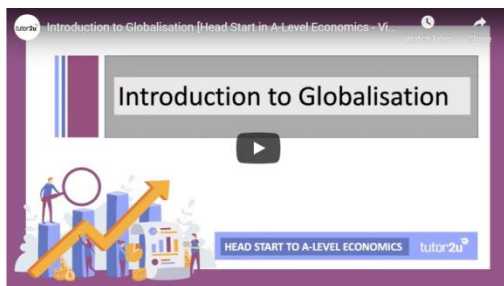 tutor2u
Introduction to Globalisation [Head Start in A-Level Economics - Vi...
Watch later
Share
Introduction to Globalisation
HEAD START TO A-LEVEL ECONOMICS
tutor2u